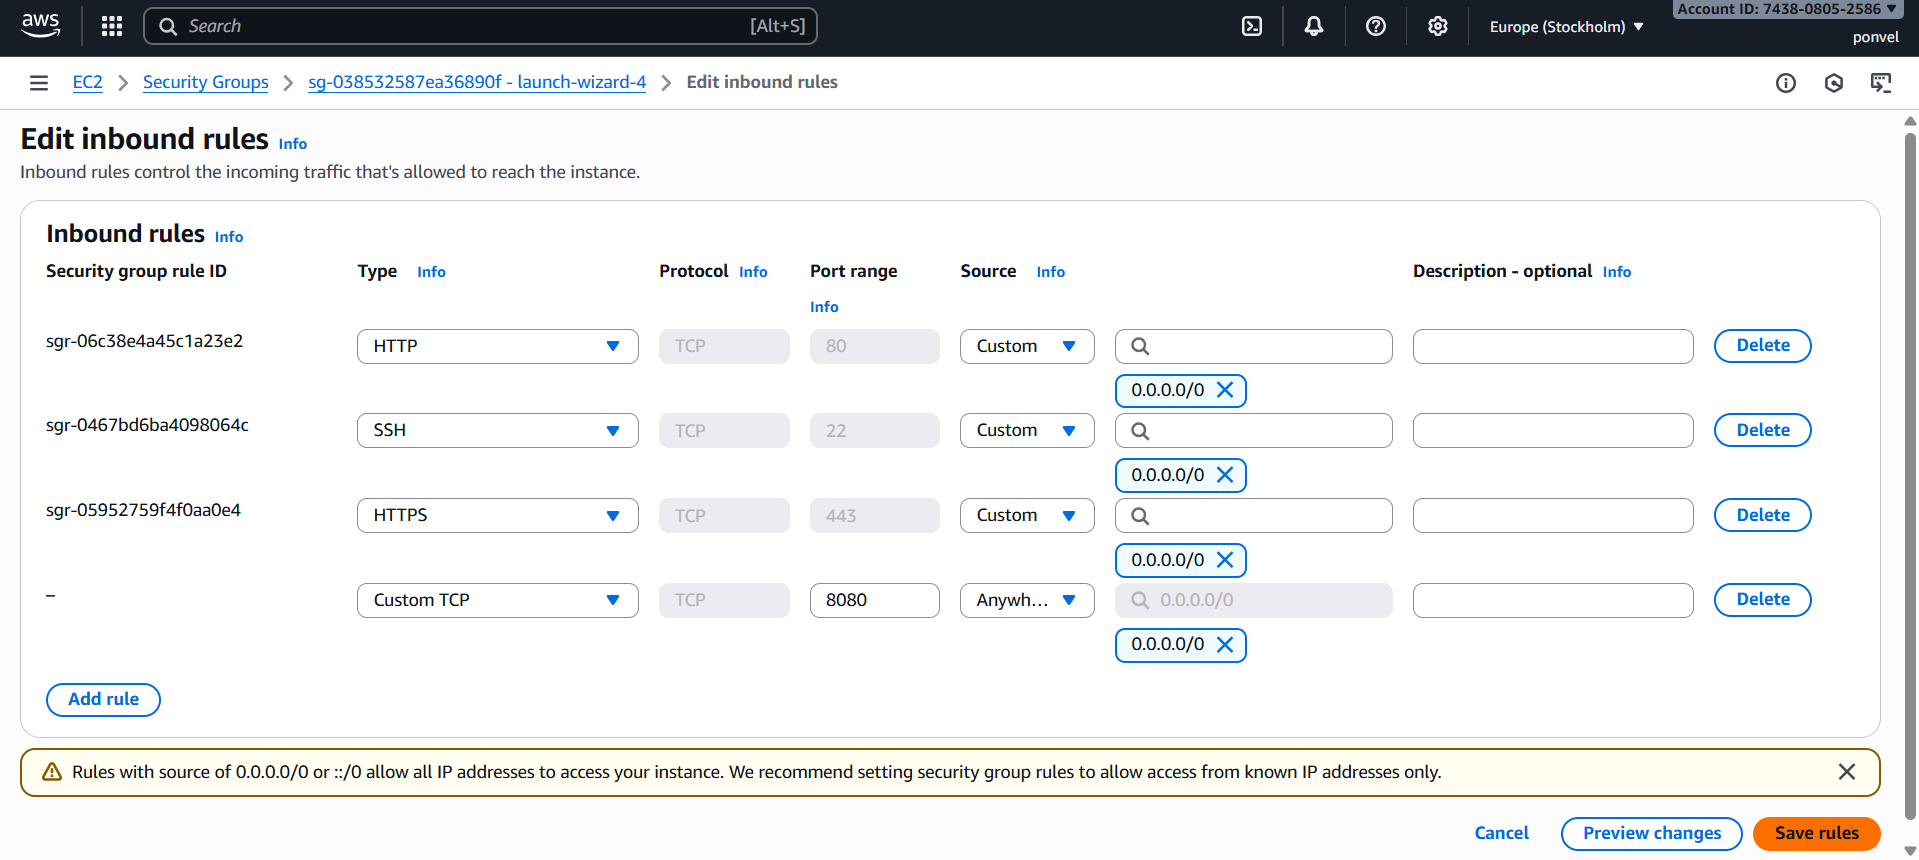 aws
Search [Alt+S]
Europe (Stockholm)
Account ID: 7438-0805-2586
ponvel
EC2 Security Groups sg-038532587ea36890f - launch-wizard-4 Edit inbound rules
Edit inbound rules Info
Inbound rules control the incoming traffic that's allowed to reach the instance.
Inbound rules Info
Security group rule ID Type Info Protocol Info Port range Info Source Info Description - optional Info
sgr-06c38e4a45c1a23e2 HTTP TCP 80 Custom Delete
0.0.0.0/0
sgr-0467bd6ba4098064c SSH TCP 22 Custom Delete
0.0.0.0/0
sgr-05952759f4f0aa0e4 HTTPS TCP 443 Custom Delete
0.0.0.0/0
– Custom TCP TCP 8080 Anywh... 0.0.0.0/0 Delete
0.0.0.0/0
Add rule
Rules with source of 0.0.0.0/0 or ::/0 allow all IP addresses to access your instance. We recommend setting security group rules to allow access from known IP addresses only.
Cancel Preview changes Save rules